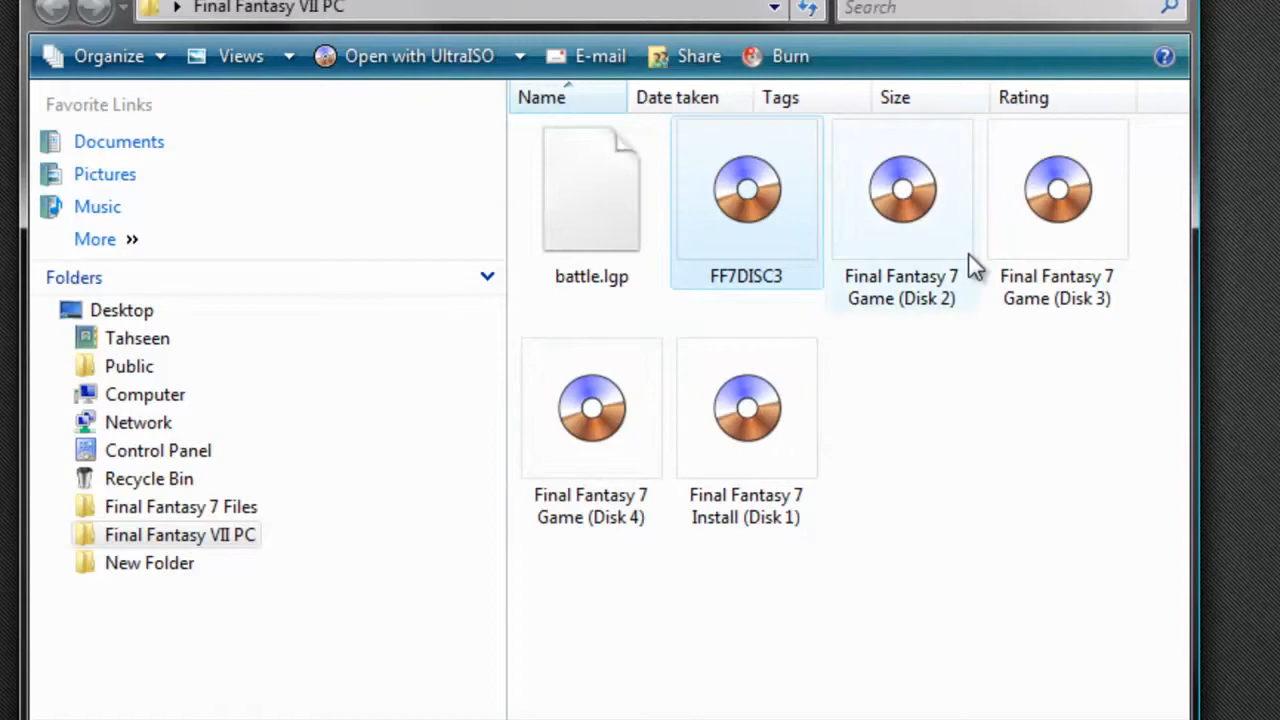 Final Fantasy VII PC
Search
Organize
Views
Open with UltraISO
E-mail
Share
Burn
Favorite Links
Documents
Pictures
Music
More »
Folders
Desktop
Tahseen
Public
Computer
Network
Control Panel
Recycle Bin
Final Fantasy 7 Files
Final Fantasy VII PC
New Folder
Name
Date taken
Tags
Size
Rating
battle.lgp
FF7DISC3
Final Fantasy 7
Game (Disk 2)
Final Fantasy 7
Game (Disk 3)
Final Fantasy 7
Game (Disk 4)
Final Fantasy 7
Install (Disk 1)